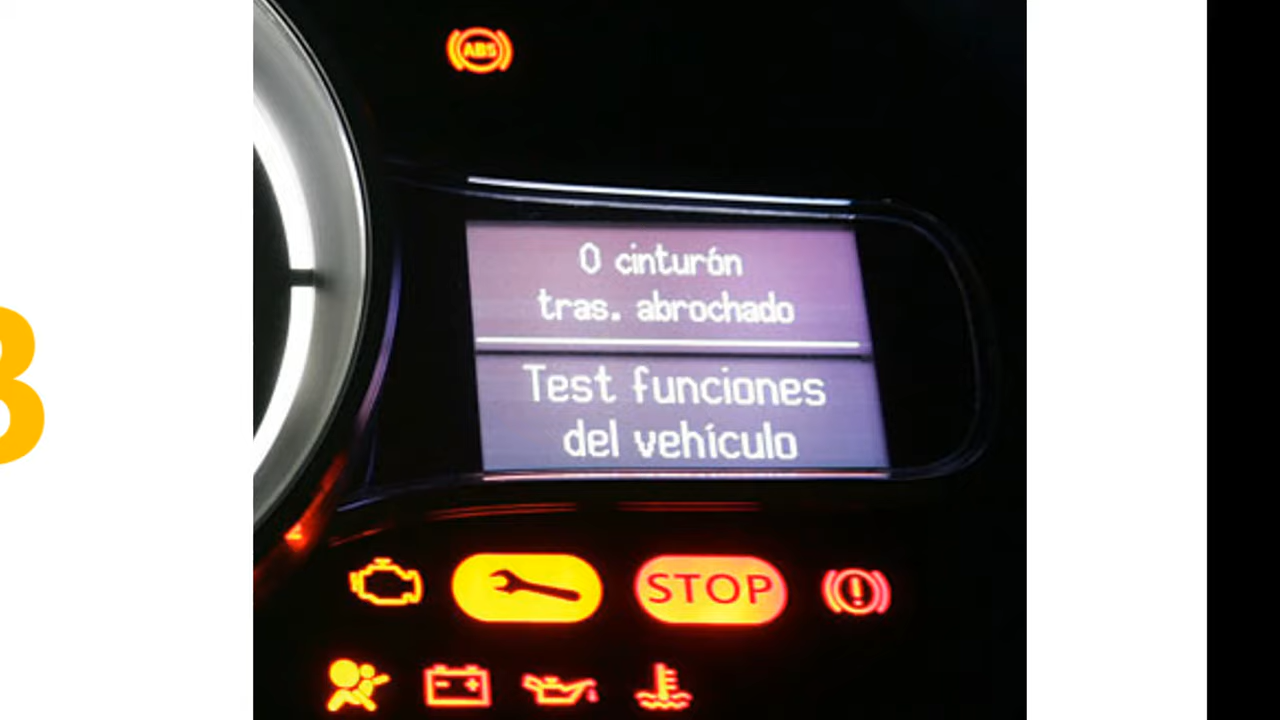 ABS
0 cinturón
tras. abrochado
Test funciones
del vehículo
STOP